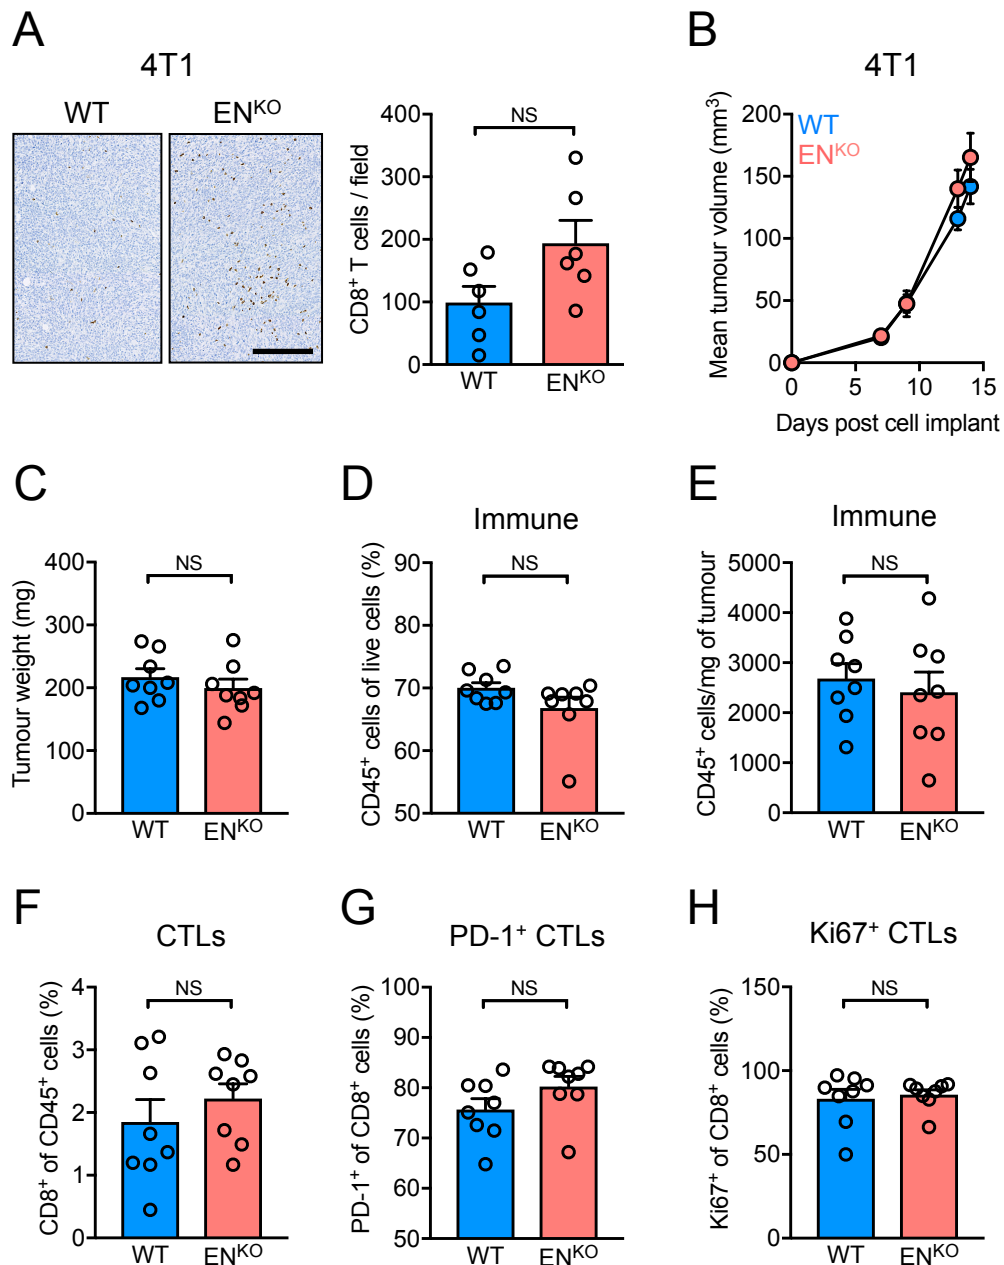 A
4T1
WT
EN^KO
CD8⁺ T cells / field
400
300
200
100
0
NS
WT
EN^KO
B
4T1
Mean tumour volume (mm³)
200
150
100
50
0
WT
EN^KO
0
5
10
15
Days post cell implant
C
Tumour weight (mg)
400
300
200
100
0
NS
WT
EN^KO
D
Immune
CD45⁺ cells of live cells (%)
90
80
70
60
50
NS
WT
EN^KO
E
Immune
CD45⁺ cells/mg of tumour
5000
4000
3000
2000
1000
0
NS
WT
EN^KO
F
CTLs
CD8⁺ of CD45⁺ cells (%)
4
3
2
1
0
NS
WT
EN^KO
G
PD-1⁺ CTLs
PD-1⁺ of CD8⁺ cells (%)
100
90
80
70
60
50
NS
WT
EN^KO
H
Ki67⁺ CTLs
Ki67⁺ of CD8⁺ cells (%)
150
100
50
0
NS
WT
EN^KO